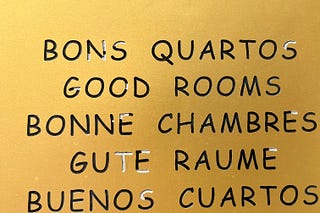 BONS QUARTOS
GOOD ROOMS
BONNE CHAMBRES
GUTE RAUME
BUENOS CUARTOS